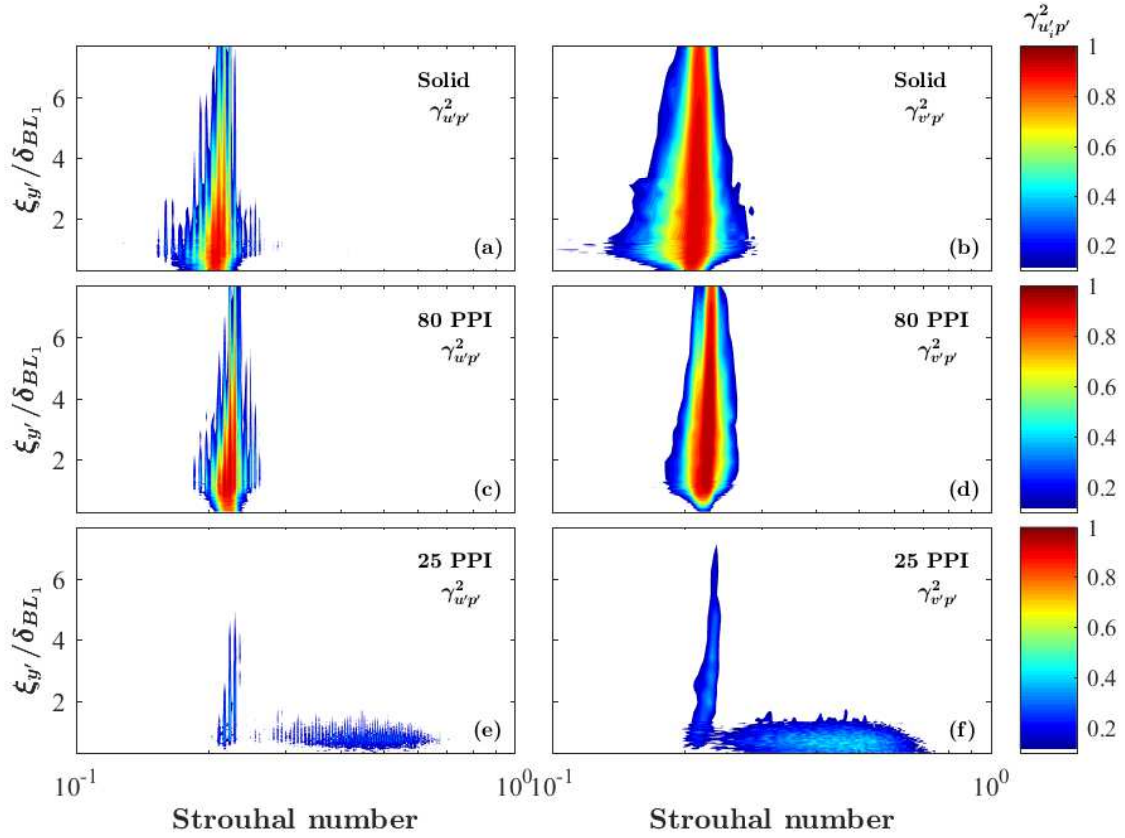 γ²u′ᵢp′
Solid
γ²u′p′
(a)
Solid
γ²v′p′
(b)
ξy′/δBL₁
6
4
2
1
0.8
0.6
0.4
0.2
80 PPI
γ²u′p′
(c)
80 PPI
γ²v′p′
(d)
ξy′/δBL₁
6
4
2
1
0.8
0.6
0.4
0.2
25 PPI
γ²u′p′
(e)
25 PPI
γ²v′p′
(f)
ξy′/δBL₁
6
4
2
1
0.8
0.6
0.4
0.2
10⁻¹ 10⁰ 10⁻¹ 10⁰
Strouhal number Strouhal number